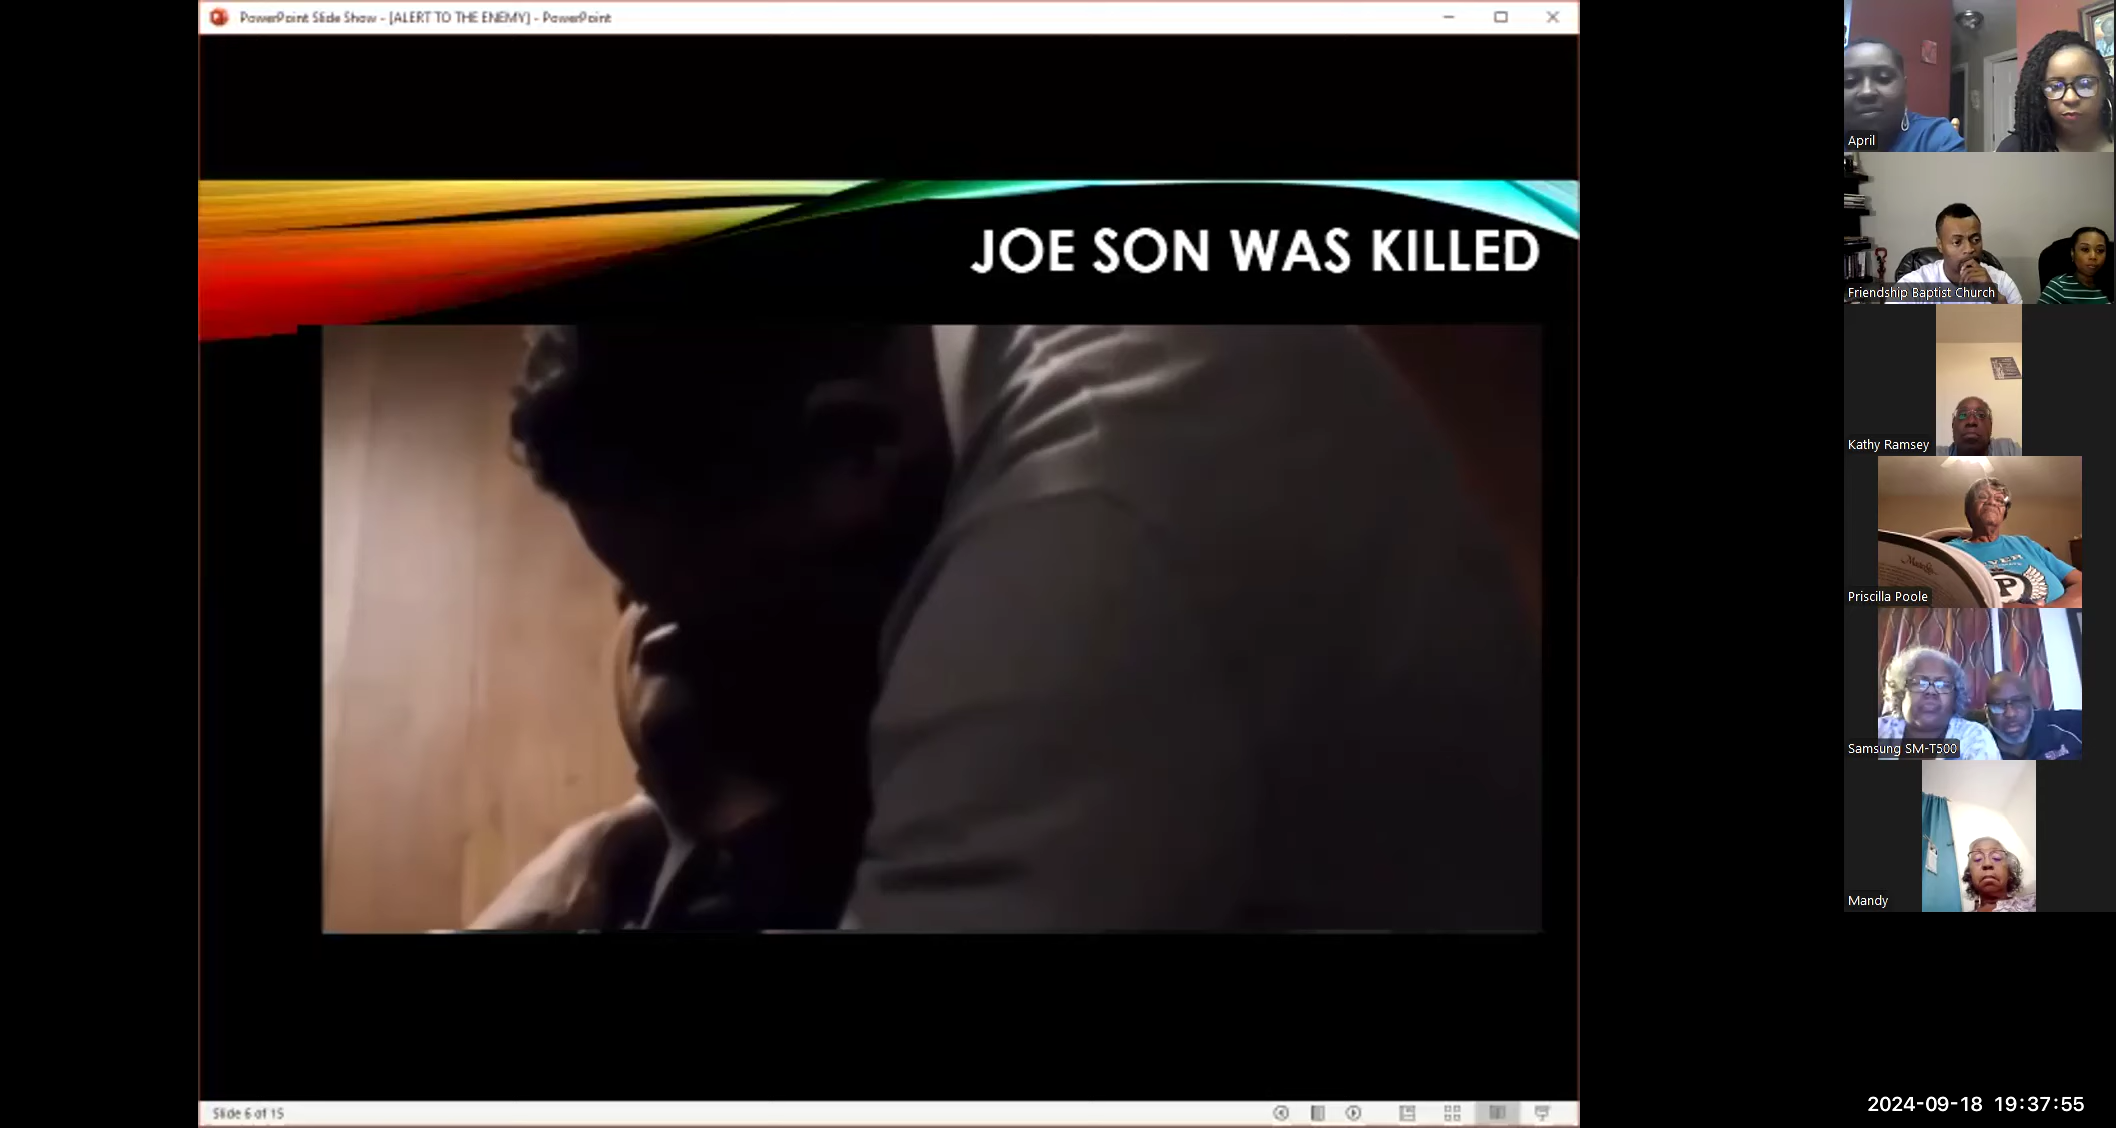 PowerPoint Slide Show - [ALERT TO THE ENEMY] - PowerPoint
JOE SON WAS KILLED
Slide 6 of 15
April
Friendship Baptist Church
Kathy Ramsey
Priscilla Poole
P
Samsung SM-T500
Mandy
2024-09-18 19:37:55